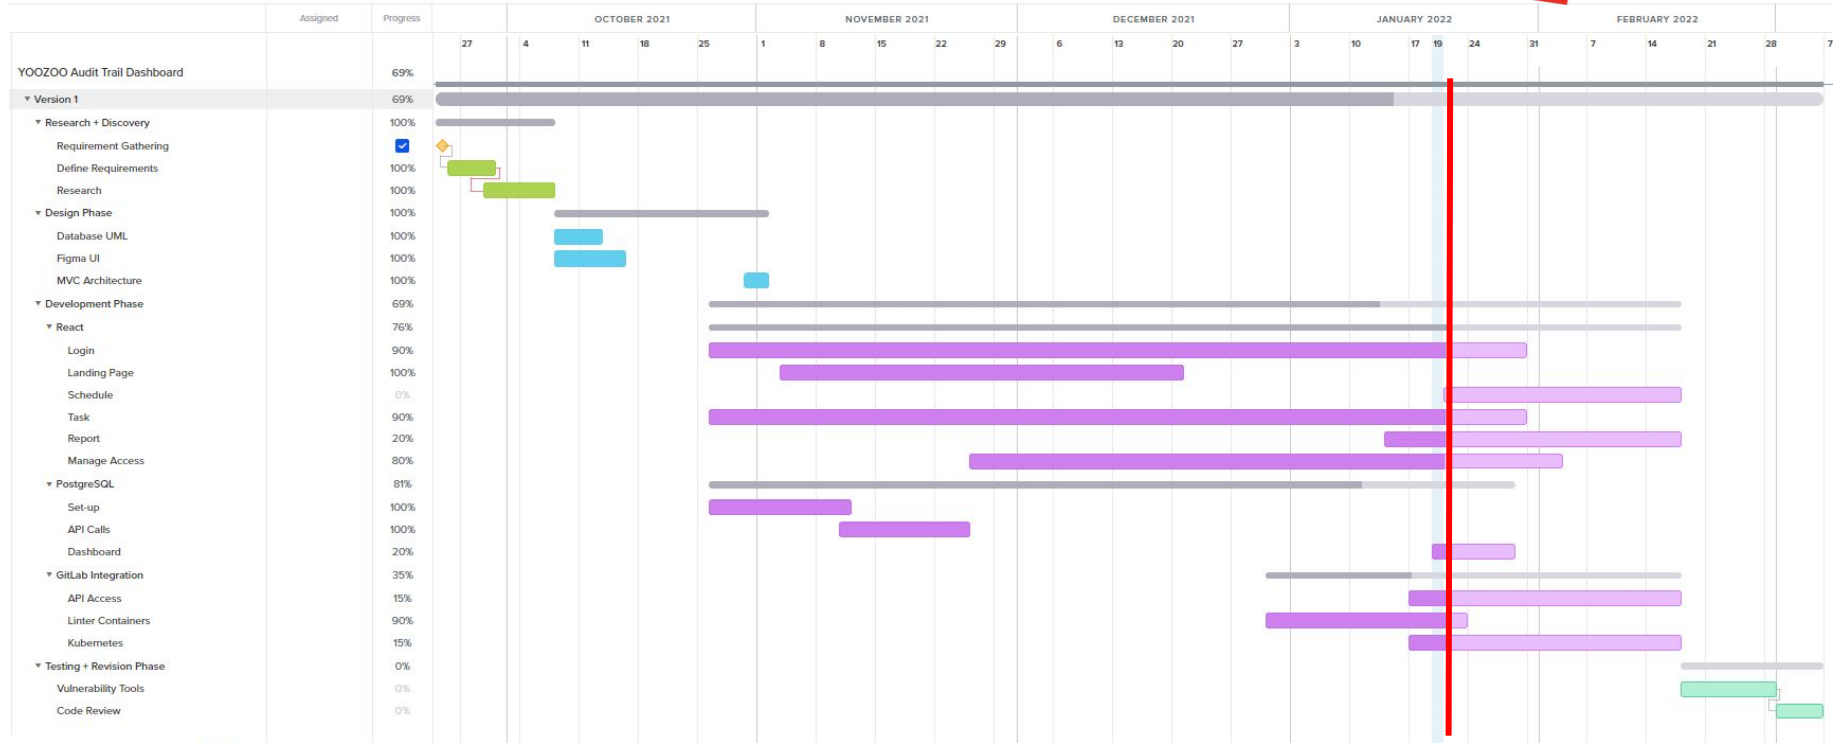 Assigned Progress OCTOBER 2021 NOVEMBER 2021 DECEMBER 2021 JANUARY 2022 FEBRUARY 2022
27 4 11 18 25 1 8 15 22 29 6 13 20 27 3 10 17 19 24 31 7 14 21 28 7
YOOZOO Audit Trail Dashboard 69%
Version 1 69%
Research + Discovery 100%
Requirement Gathering
Define Requirements 100%
Research 100%
Design Phase 100%
Database UML 100%
Figma UI 100%
MVC Architecture 100%
Development Phase 69%
React 76%
Login 90%
Landing Page 100%
Schedule 0%
Task 90%
Report 20%
Manage Access 80%
PostgreSQL 81%
Set-up 100%
API Calls 100%
Dashboard 20%
GitLab Integration 35%
API Access 15%
Linter Containers 90%
Kubernetes 15%
Testing + Revision Phase 0%
Vulnerability Tools 0%
Code Review 0%